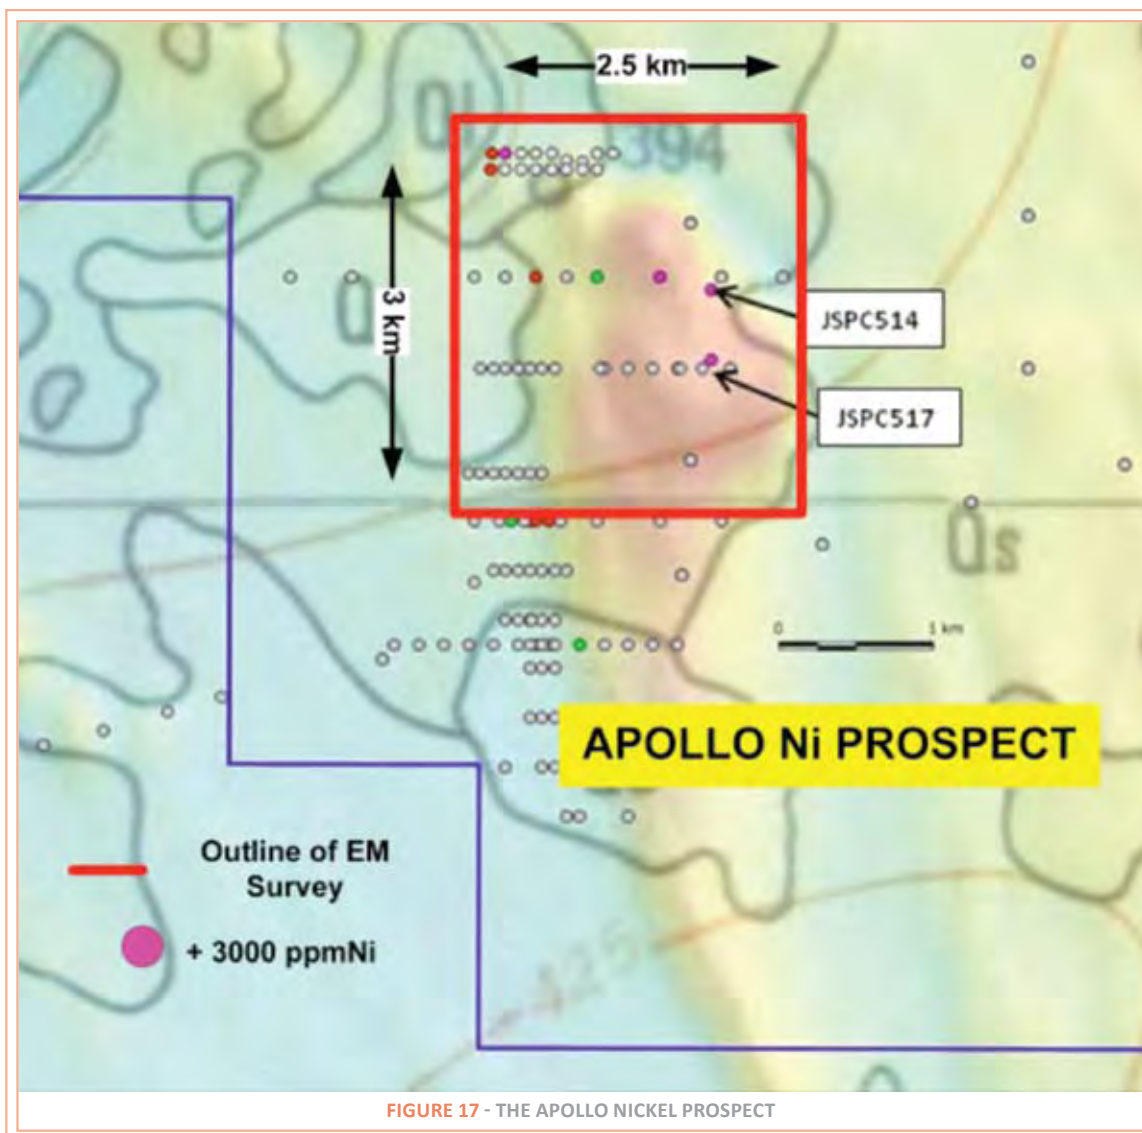 2.5 km
Ql
394
3 km
Q
JSPC514
JSPC517
Qs
0 1 km
APOLLO Ni PROSPECT
Outline of EM
Survey
+ 3000 ppmNi
425
FIGURE 17 - THE APOLLO NICKEL PROSPECT